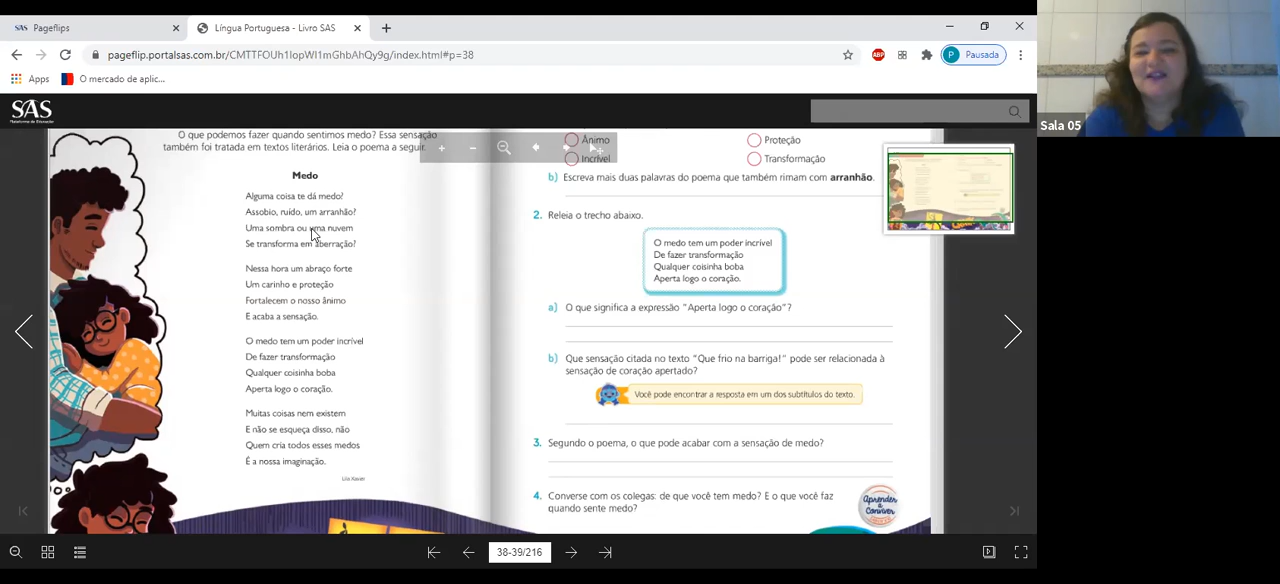 Pageflips
Língua Portuguesa - Livro SAS
pageflip.portalsas.com.br/CMTTFOUh1IopWI1mGhbAhQy9g/index.html#p=38
ABP
P Pausada
Apps
O mercado de aplic...
SAS
Plataforma de Educação
Sala 05
O que podemos fazer quando sentimos medo? Essa sensação
também foi tratada em textos literários. Leia o poema a seguir.
Medo
Alguma coisa te dá medo?
Assobio, ruído, um arranhão?
Uma sombra ou uma nuvem
Se transforma em aberração?
Nessa hora um abraço forte
Um carinho e proteção
Fortalecem o nosso ânimo
E acaba a sensação.
O medo tem um poder incrível
De fazer transformação
Qualquer coisinha boba
Aperta logo o coração.
Muitas coisas nem existem
E não se esqueça disso, não
Quem cria todos esses medos
É a nossa imaginação.
Lila Xavier
Ânimo
Proteção
Incrível
Transformação
b) Escreva mais duas palavras do poema que também rimam com arranhão.
2. Releia o trecho abaixo.
O medo tem um poder incrível
De fazer transformação
Qualquer coisinha boba
Aperta logo o coração.
a) O que significa a expressão "Aperta logo o coração"?
b) Que sensação citada no texto "Que frio na barriga!" pode ser relacionada à
sensação de coração apertado?
Você pode encontrar a resposta em um dos subtítulos do texto.
3. Segundo o poema, o que pode acabar com a sensação de medo?
4. Converse com os colegas: de que você tem medo? E o que você faz
quando sente medo?
Aprender
a
Conviver
38-39/216